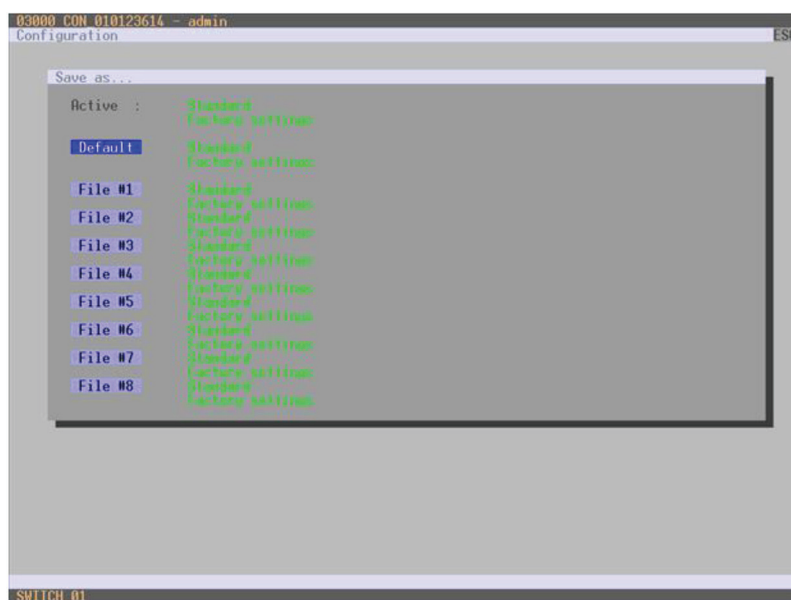 03000 CON 010123614 - admin
Configuration ESC
Save as...
Active : Standard
Factory settings
Default Standard
Factory settings
File #1 Standard
Factory settings
File #2 Standard
Factory settings
File #3 Standard
Factory settings
File #4 Standard
Factory settings
File #5 Standard
Factory settings
File #6 Standard
Factory settings
File #7 Standard
Factory settings
File #8 Standard
Factory settings
SWITCH_01